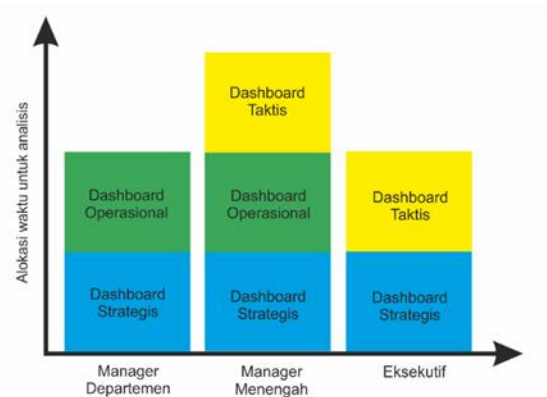 Alokasi waktu untuk analisis
Dashboard
Taktis
Dashboard
Operasional
Dashboard
Operasional
Dashboard
Taktis
Dashboard
Strategis
Dashboard
Strategis
Dashboard
Strategis
Manager
Departemen
Manager
Menengah
Eksekutif